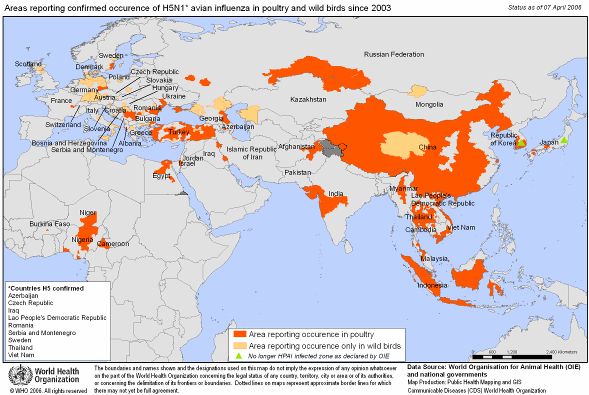 Areas reporting confirmed occurence of H5N1* avian influenza in poultry and wild birds since 2003
Status as of 07 April 2006
Sweden
Russian Federation
Scotland
Denmark
Poland
Czech Republic
Slovakia
Hungary
Ukraine
Germany
Austria
France
Italy
Croatia
Romania
Kazakhstan
Mongolia
Switzerland
Bulgaria
Georgia
Slovenia
Greece
Turkey
Azerbaijan
Bosnia and Herzegovina
Albania
Serbia and Montenegro
Iraq
Islamic Republic
of Iran
Afghanistan
China
Republic
of Korea
Japan
Jordan
Israel
Pakistan
Egypt
India
Myanmar
Lao People's
Democratic Republic
Niger
Burkina Faso
Thailand
Viet Nam
Cambodia
Nigeria
Cameroon
Malaysia
Indonesia
*Countries H5 confirmed
Azerbaijan
Czech Republic
Iraq
Lao People's Democratic Republic
Romania
Serbia and Montenegro
Sweden
Thailand
Viet Nam
Area reporting occurence in poultry
Area reporting occurence only in wild birds
No longer HPAI infected zone as declared by OIE
World Health
Organization
© WHO 2006. All rights reserved
The boundaries and names shown and the designations used on this map do not imply the expression of any opinion whatsoever
on the part of the World Health Organization concerning the legal status of any country, territory, city or area or of its authorities,
or concerning the delimitation of its frontiers or boundaries. Dotted lines on maps represent approximate border lines for which
there may not yet be full agreement.
Data Source: World Organisation for Animal Health (OIE)
and national governments
Map Production: Public Health Mapping and GIS
Communicable Diseases (CDS) World Health Organization